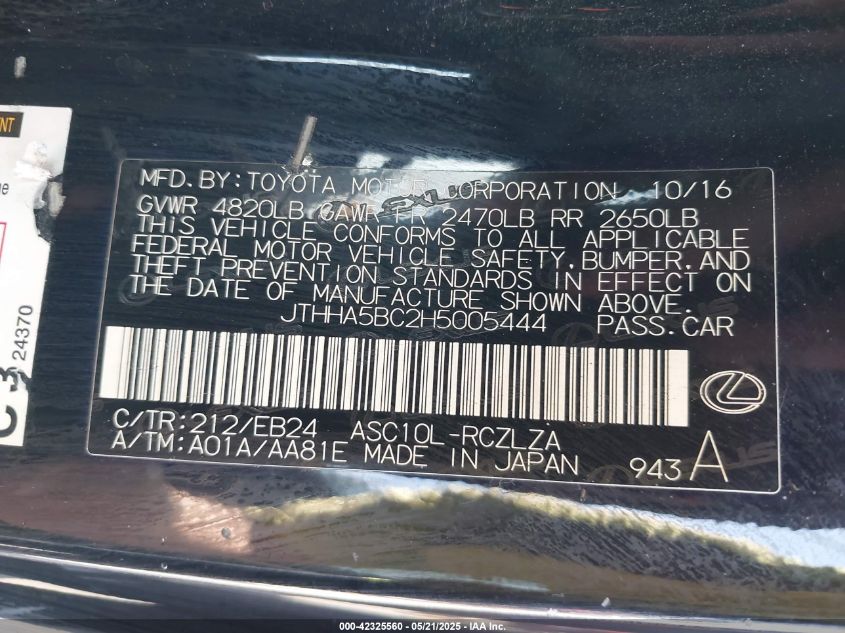 NT
24370
MFD. BY: TOYOTA MOTOR CORPORATION 10/16
GVWR 4820LB GAWR FR 2470LB RR 2650LB
THIS VEHICLE CONFORMS TO ALL APPLICABLE
FEDERAL MOTOR VEHICLE SAFETY, BUMPER, AND
THEFT PREVENTION STANDARDS IN EFFECT ON
THE DATE OF MANUFACTURE SHOWN ABOVE.
JTHHA5BC2H5005444 PASS. CAR
C/TR: 212/EB24 ASC10L-RCZLZA
A/TM: A01A/AA81E MADE IN JAPAN 943 A
000-42325560 - 05/21/2025 - IAA Inc.